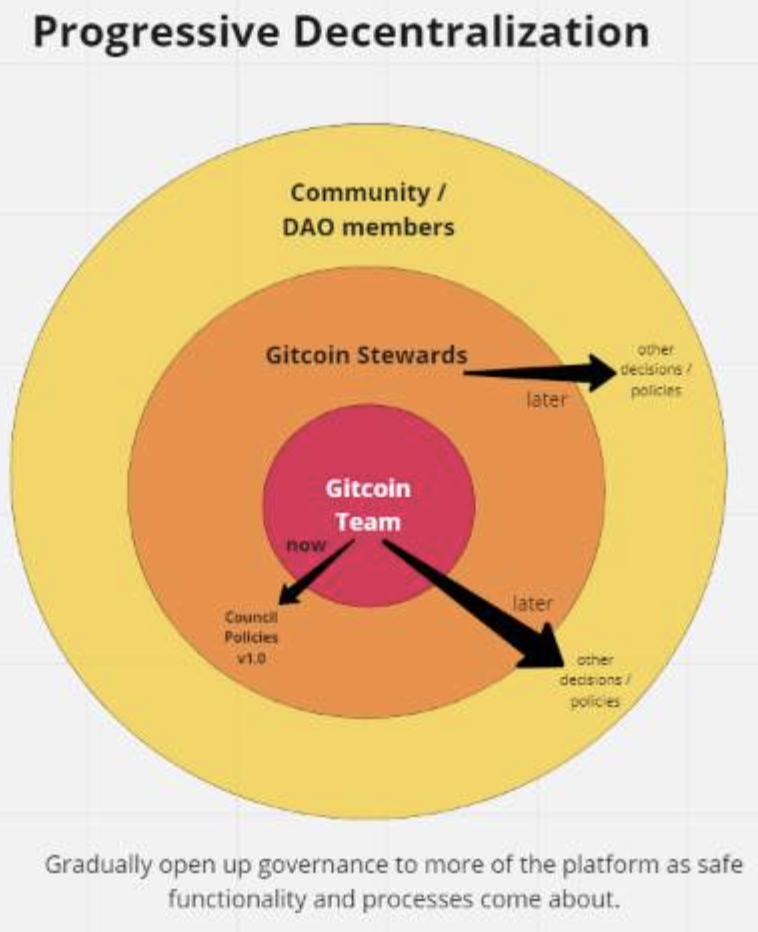 Progressive Decentralization
Community /
DAO members
Gitcoin Stewards
other
decisions /
policies
later
Gitcoin
Team
now
later
Council
Policies
v1.0
other
decisions /
policies
Gradually open up governance to more of the platform as safe
functionality and processes come about.